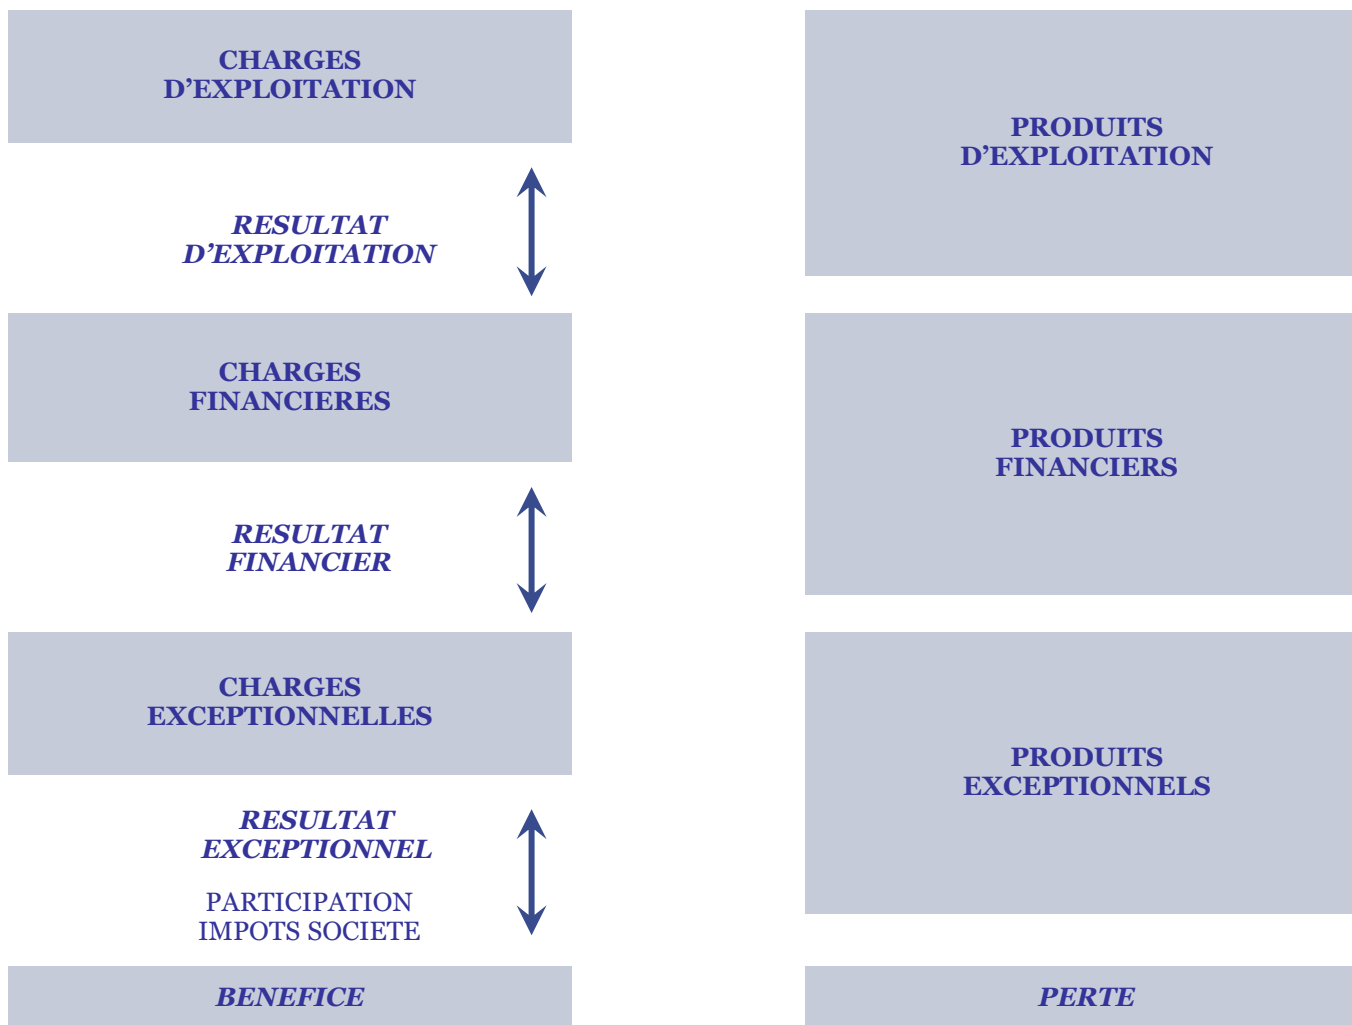 CHARGES
D’EXPLOITATION
PRODUITS
D’EXPLOITATION
RESULTAT
D’EXPLOITATION
CHARGES
FINANCIERES
PRODUITS
FINANCIERS
RESULTAT
FINANCIER
CHARGES
EXCEPTIONNELLES
PRODUITS
EXCEPTIONNELS
RESULTAT
EXCEPTIONNEL
PARTICIPATION
IMPOTS SOCIETE
BENEFICE
PERTE